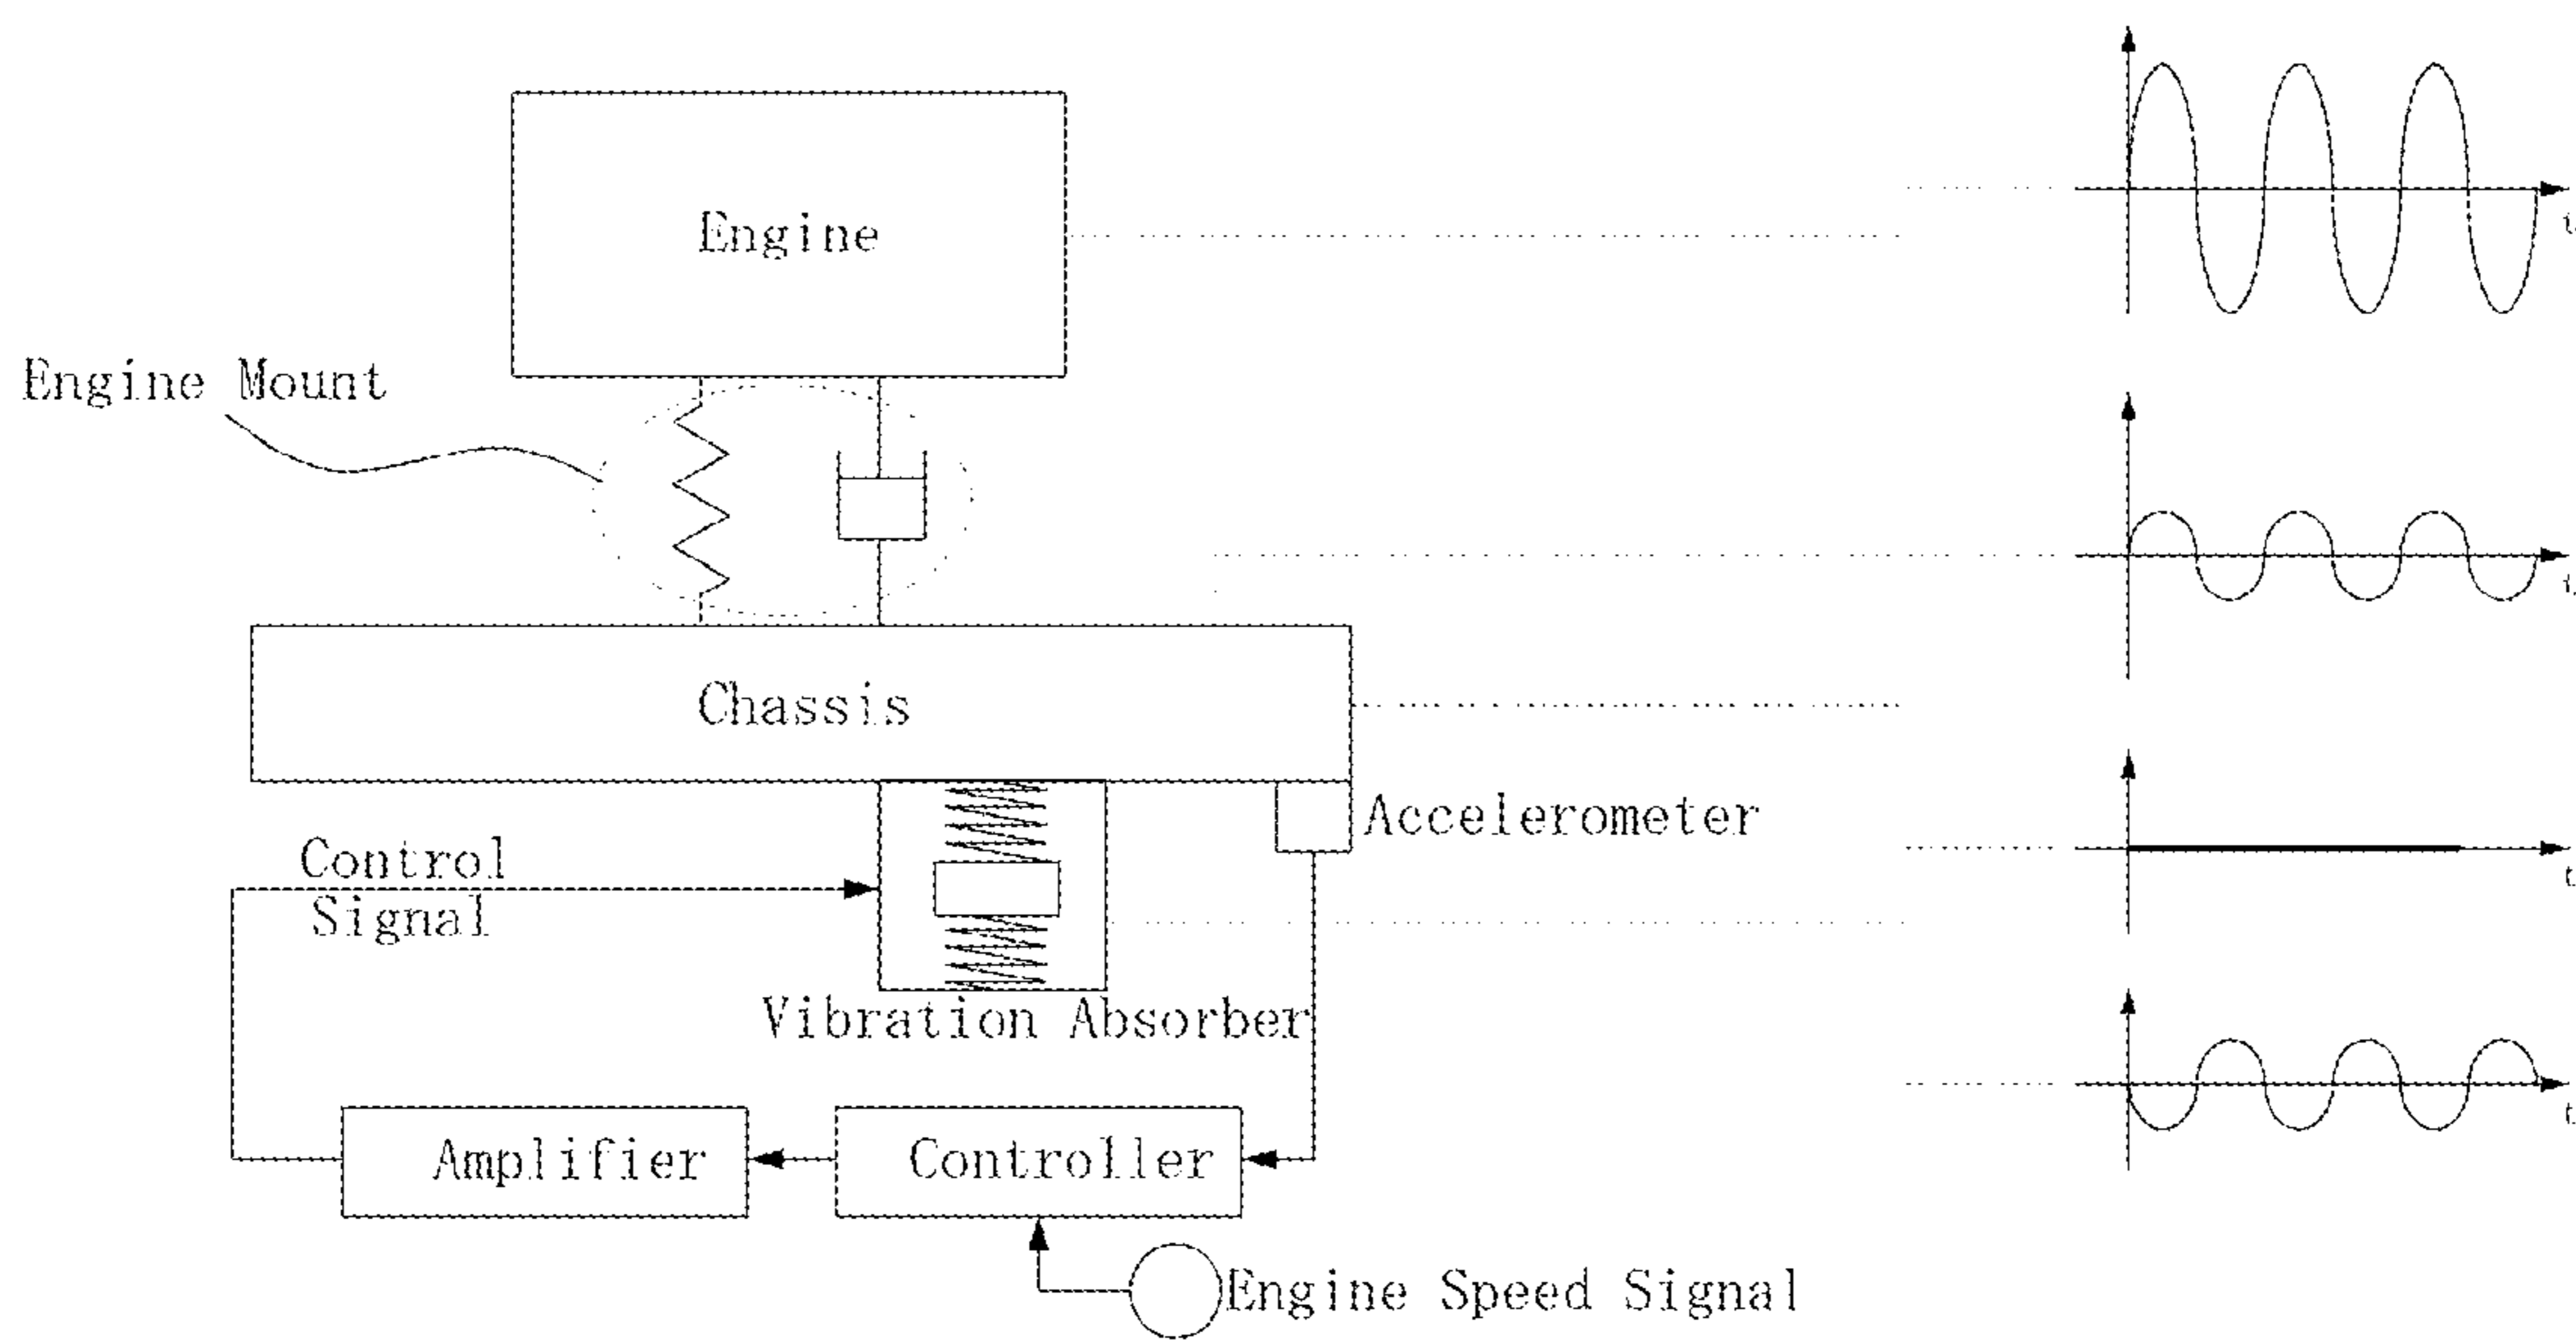 Engine
t
Engine Mount
t
Chassis
Accelerometer
Control
Signal
t
Vibration Absorber
t
Amplifier
Controller
Engine Speed Signal